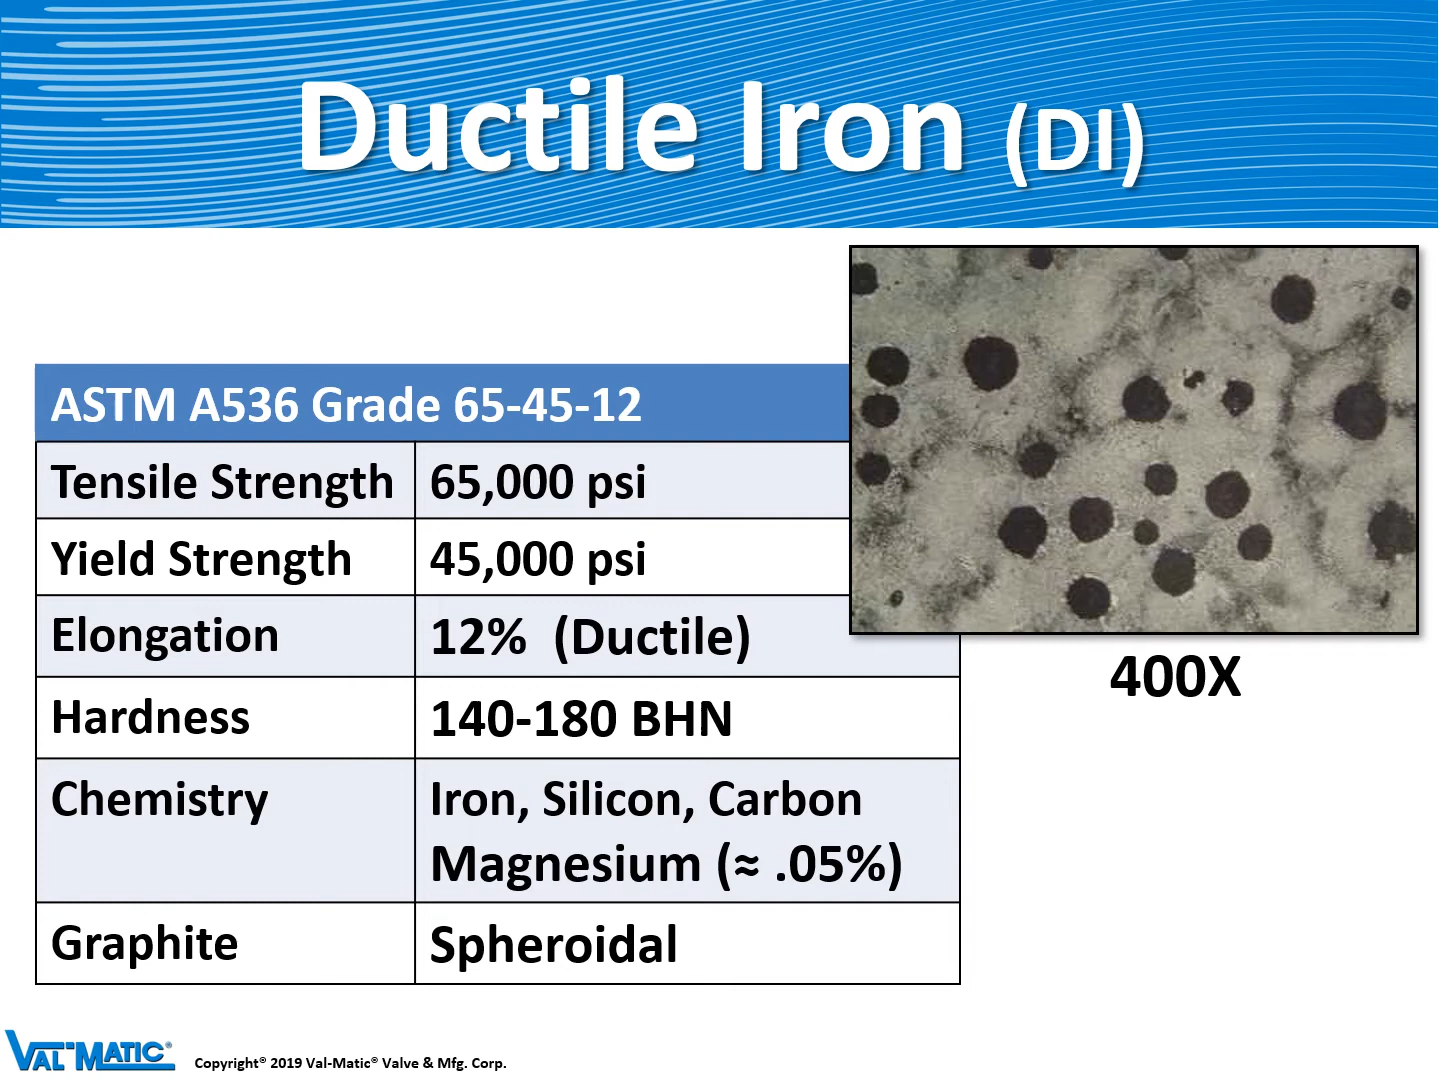 Ductile Iron (DI)
ASTM A536 Grade 65-45-12
Tensile Strength 65,000 psi
Yield Strength 45,000 psi
Elongation 12% (Ductile)
Hardness 140-180 BHN
Chemistry Iron, Silicon, Carbon
Magnesium (≈ .05%)
Graphite Spheroidal
400X
VAL-MATIC®
Copyright® 2019 Val-Matic® Valve & Mfg. Corp.